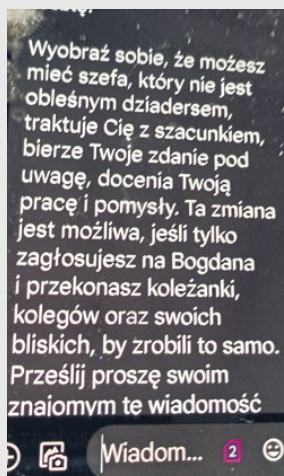 Wyobraź sobie, że możesz
mieć szefa, który nie jest
obleśnym dziadersem,
traktuje Cię z szacunkiem,
bierze Twoje zdanie pod
uwagę, docenia Twoją
pracę i pomysły. Ta zmiana
jest możliwa, jeśli tylko
zagłosujesz na Bogdana
i przekonasz koleżanki,
kolegów oraz swoich
bliskich, by zrobili to samo.
Prześlij proszę swoim
znajomym tę wiadomość
Wiadom... 2